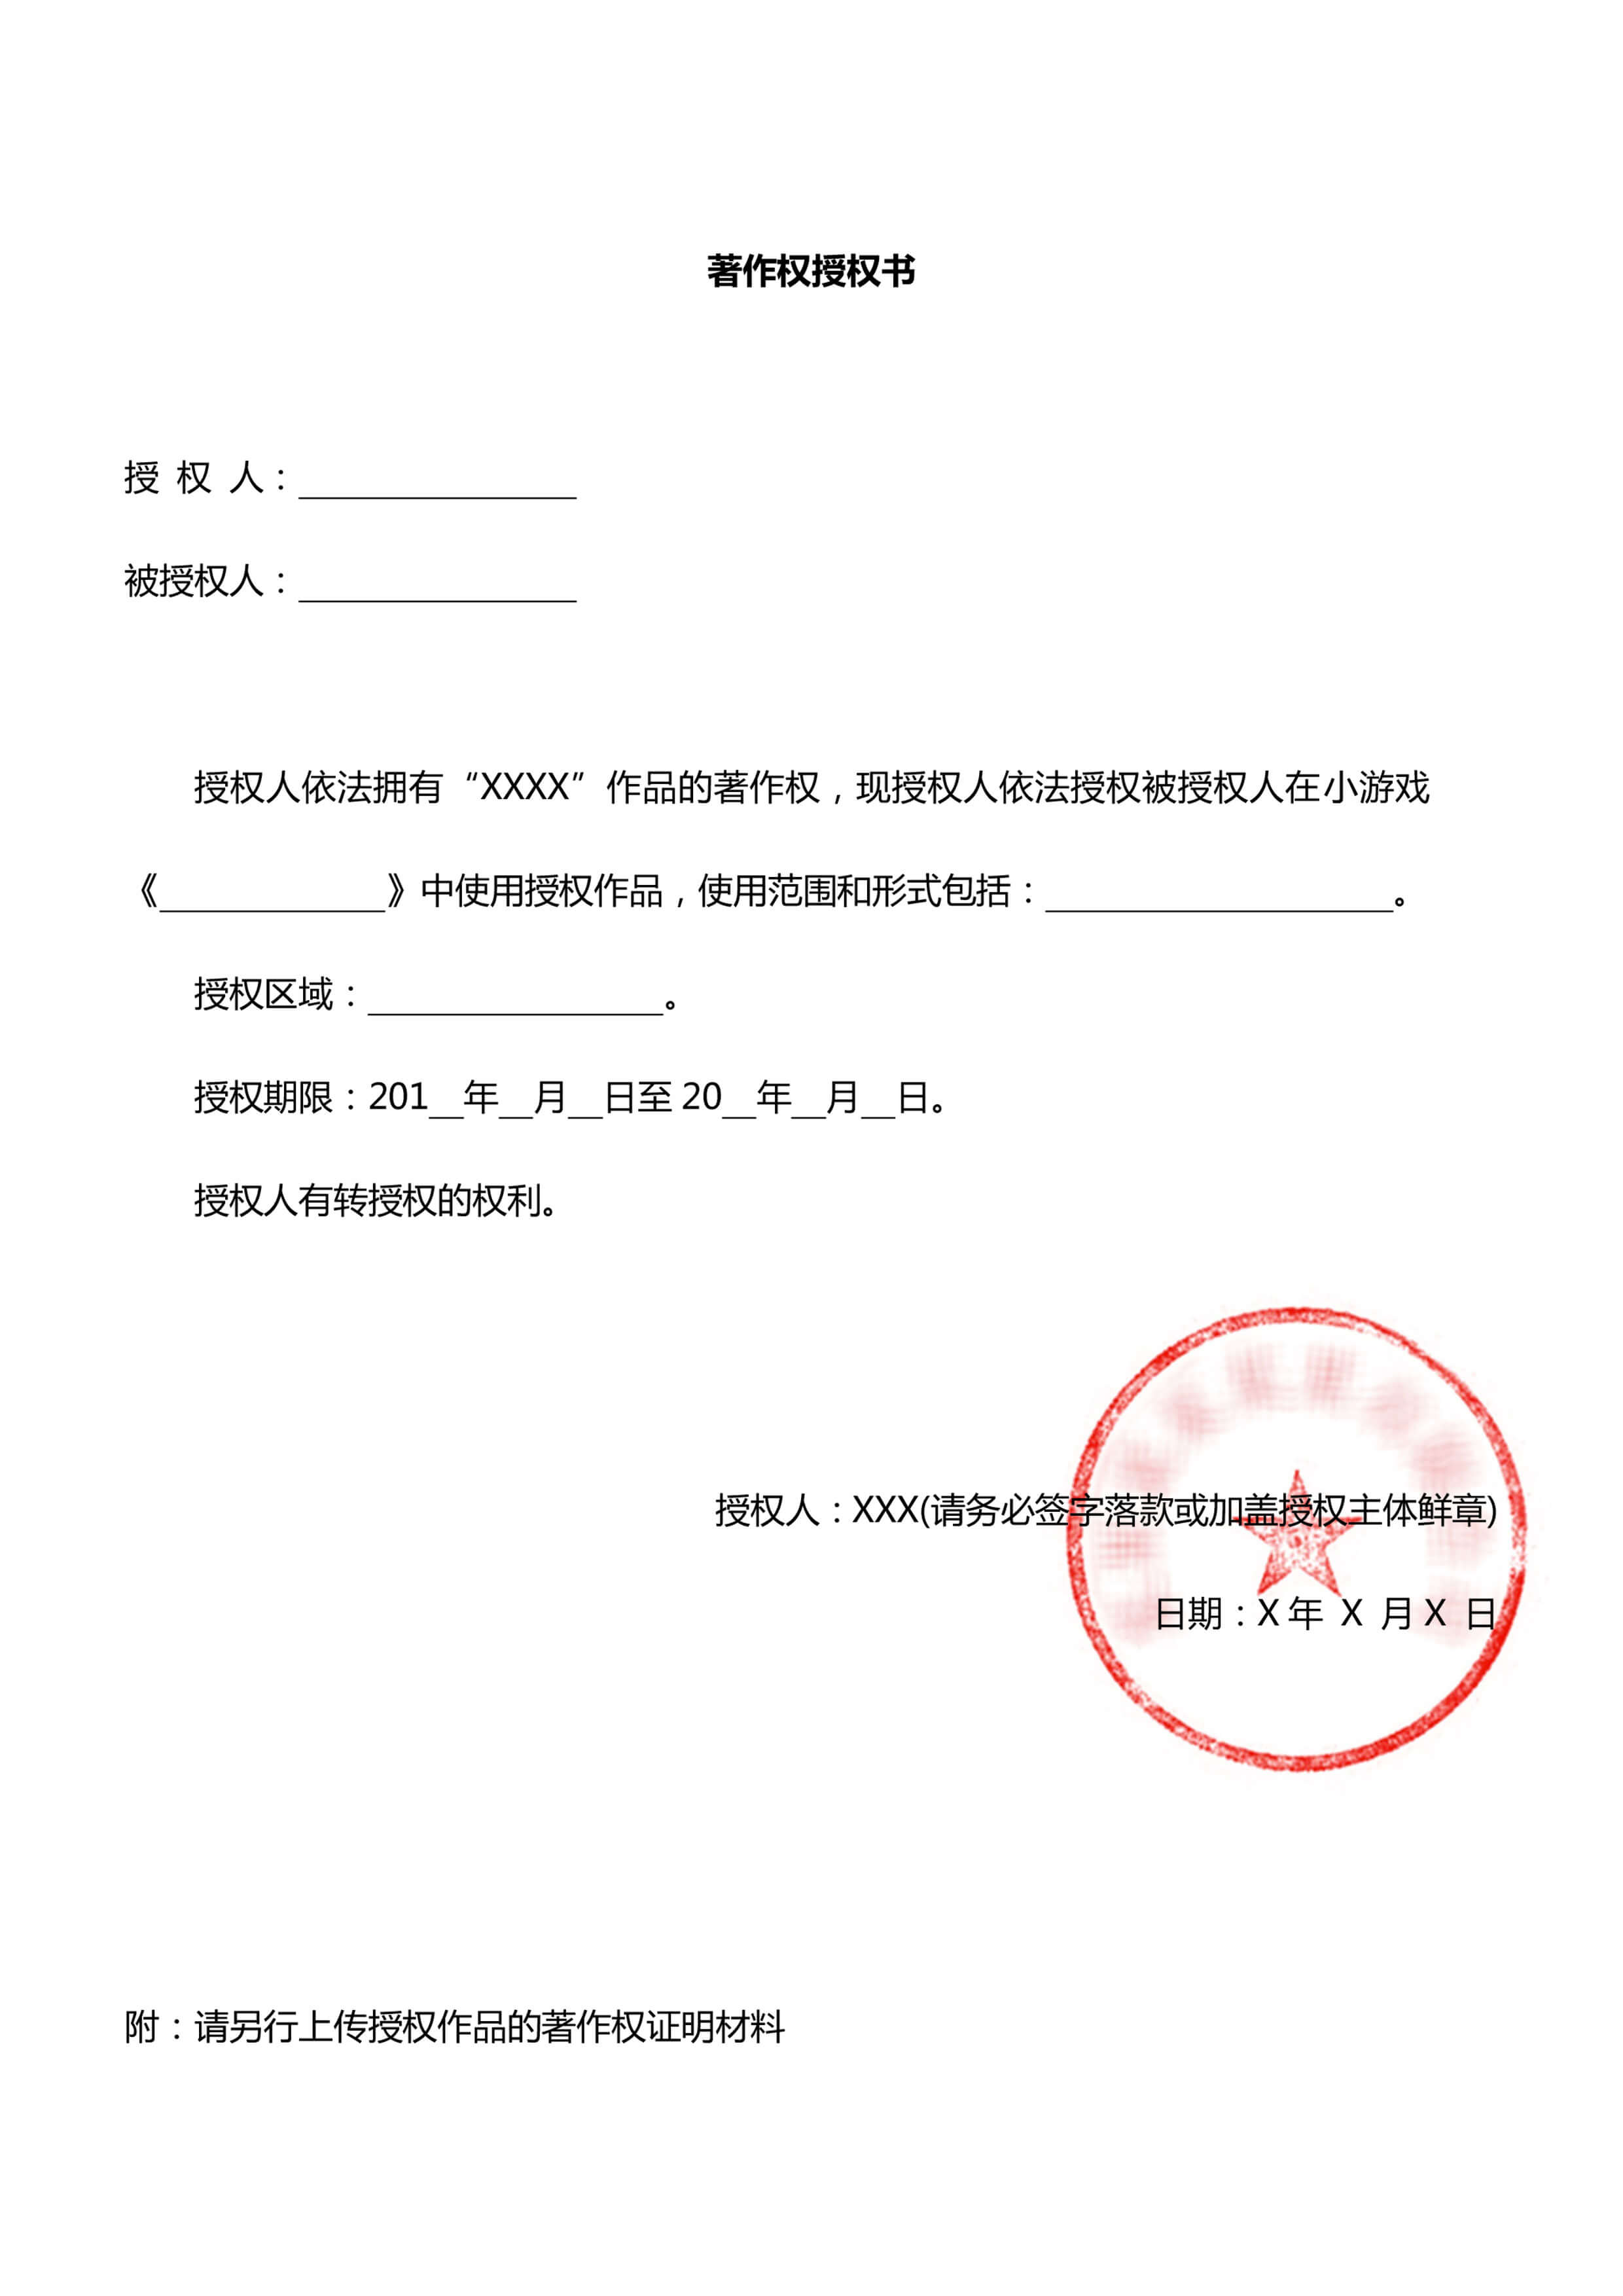 著作权授权书
授 权 人：________________
被授权人：________________
授权人依法拥有“XXXX”作品的著作权，现授权人依法授权被授权人在小游戏
《_____________》中使用授权作品，使用范围和形式包括：____________________。
授权区域：_________________。
授权期限：201__年__月__日至 20__年__月__日。
授权人有转授权的权利。
授权人：XXX(请务必签字落款或加盖授权主体鲜章)
日期：X 年 X 月 X 日
附：请另行上传授权作品的著作权证明材料